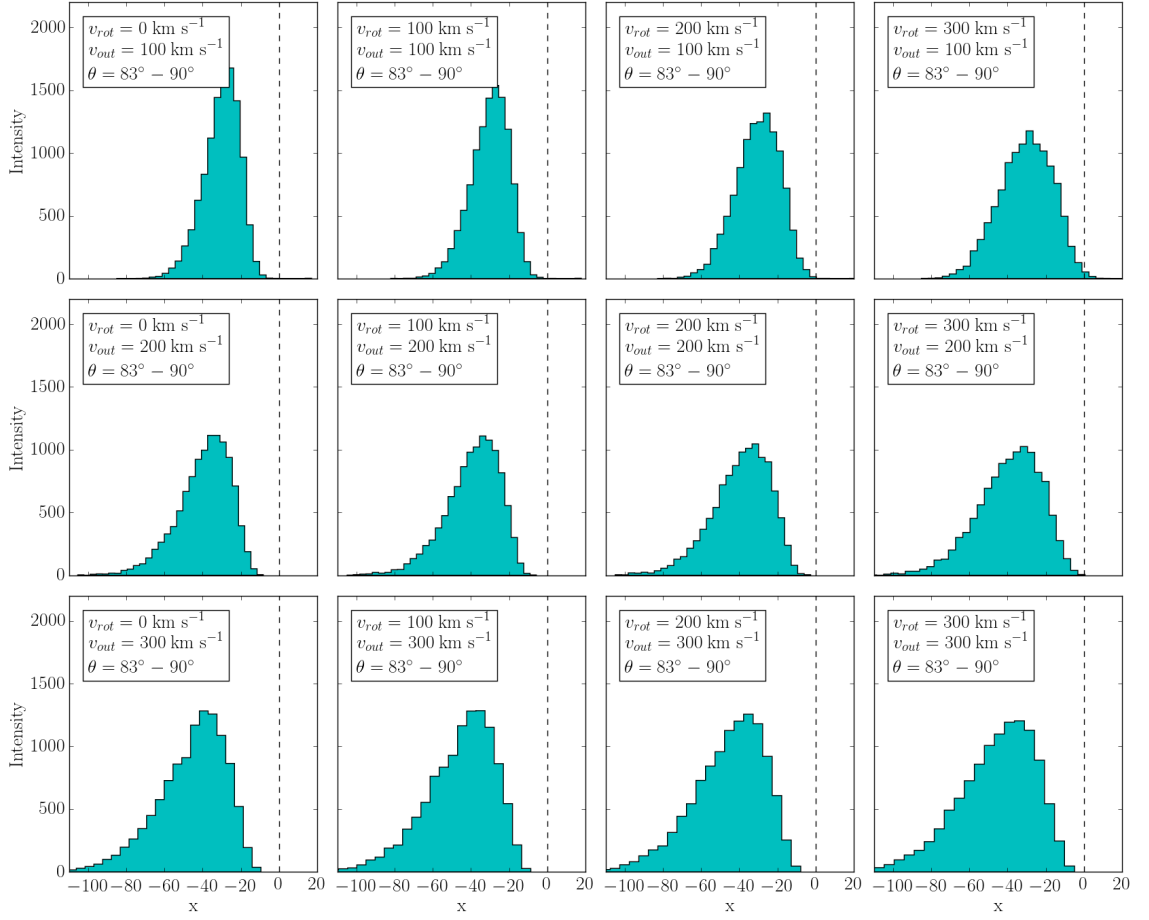 2000
1500
1000
500
0
Intensity
v_rot = 0 km s⁻¹
v_out = 100 km s⁻¹
θ = 83° − 90°
v_rot = 100 km s⁻¹
v_out = 100 km s⁻¹
θ = 83° − 90°
v_rot = 200 km s⁻¹
v_out = 100 km s⁻¹
θ = 83° − 90°
v_rot = 300 km s⁻¹
v_out = 100 km s⁻¹
θ = 83° − 90°
2000
1500
1000
500
0
Intensity
v_rot = 0 km s⁻¹
v_out = 200 km s⁻¹
θ = 83° − 90°
v_rot = 100 km s⁻¹
v_out = 200 km s⁻¹
θ = 83° − 90°
v_rot = 200 km s⁻¹
v_out = 200 km s⁻¹
θ = 83° − 90°
v_rot = 300 km s⁻¹
v_out = 200 km s⁻¹
θ = 83° − 90°
2000
1500
1000
500
0
Intensity
v_rot = 0 km s⁻¹
v_out = 300 km s⁻¹
θ = 83° − 90°
v_rot = 100 km s⁻¹
v_out = 300 km s⁻¹
θ = 83° − 90°
v_rot = 200 km s⁻¹
v_out = 300 km s⁻¹
θ = 83° − 90°
v_rot = 300 km s⁻¹
v_out = 300 km s⁻¹
θ = 83° − 90°
−100 −80 −60 −40 −20 0 20
x
−100 −80 −60 −40 −20 0 20
x
−100 −80 −60 −40 −20 0 20
x
−100 −80 −60 −40 −20 0 20
x